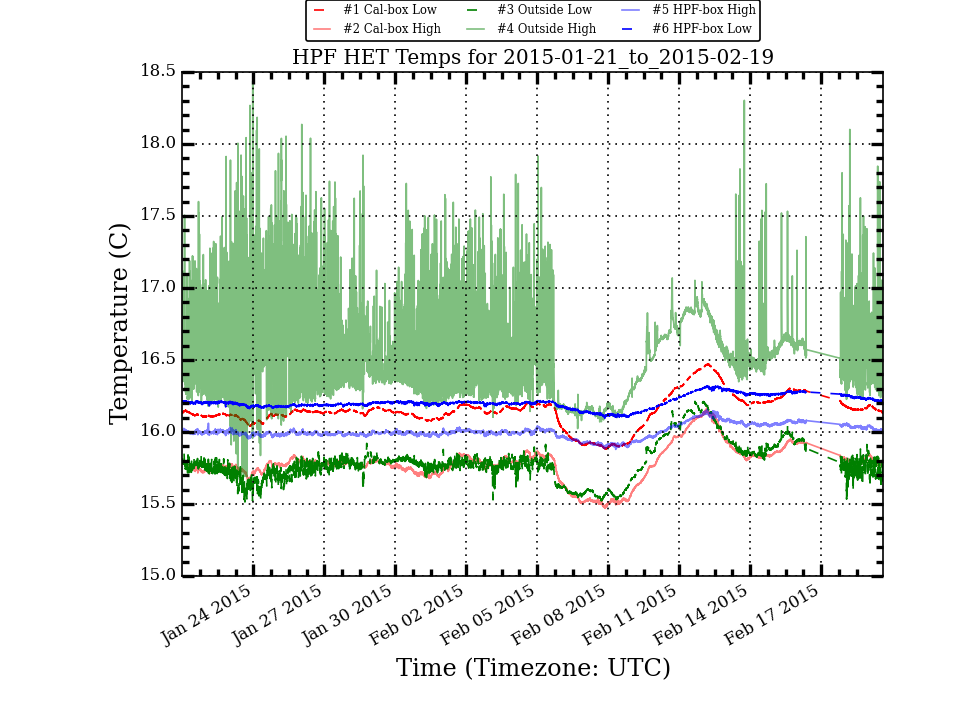 #1 Cal-box Low #3 Outside Low #5 HPF-box High
#2 Cal-box High #4 Outside High #6 HPF-box Low
HPF HET Temps for 2015-01-21_to_2015-02-19
18.5
18.0
17.5
17.0
16.5
16.0
15.5
15.0
Temperature (C)
Jan 24 2015
Jan 27 2015
Jan 30 2015
Feb 02 2015
Feb 05 2015
Feb 08 2015
Feb 11 2015
Feb 14 2015
Feb 17 2015
Time (Timezone: UTC)